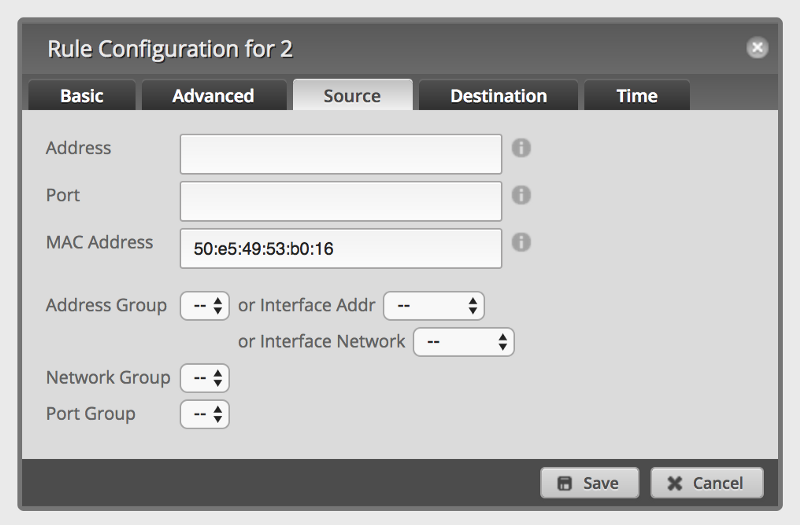 Rule Configuration for 2
Basic Advanced Source Destination Time
Address
Port
MAC Address 50:e5:49:53:b0:16
Address Group -- or Interface Addr --
or Interface Network --
Network Group --
Port Group --
Save Cancel